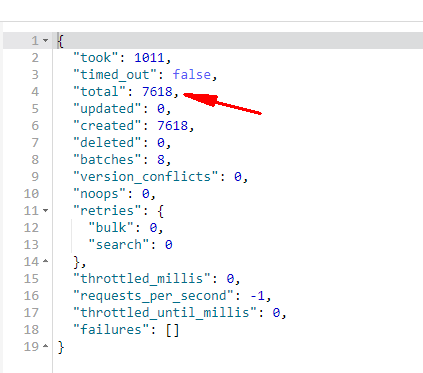 1 {
2 "took": 1011,
3 "timed_out": false,
4 "total": 7618,
5 "updated": 0,
6 "created": 7618,
7 "deleted": 0,
8 "batches": 8,
9 "version_conflicts": 0,
10 "noops": 0,
11 "retries": {
12 "bulk": 0,
13 "search": 0
14 },
15 "throttled_millis": 0,
16 "requests_per_second": -1,
17 "throttled_until_millis": 0,
18 "failures": []
19 }